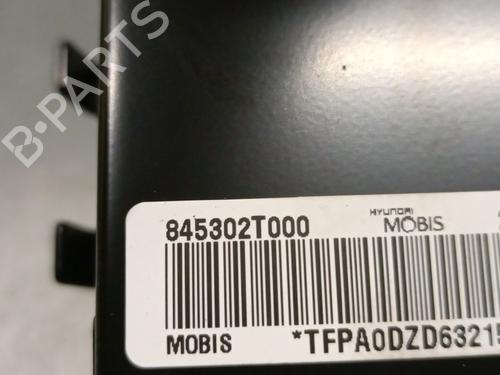 B-PARTS
845302T000
HYUNDAI
MOBIS
MOBIS
*TFPA0DZD63215